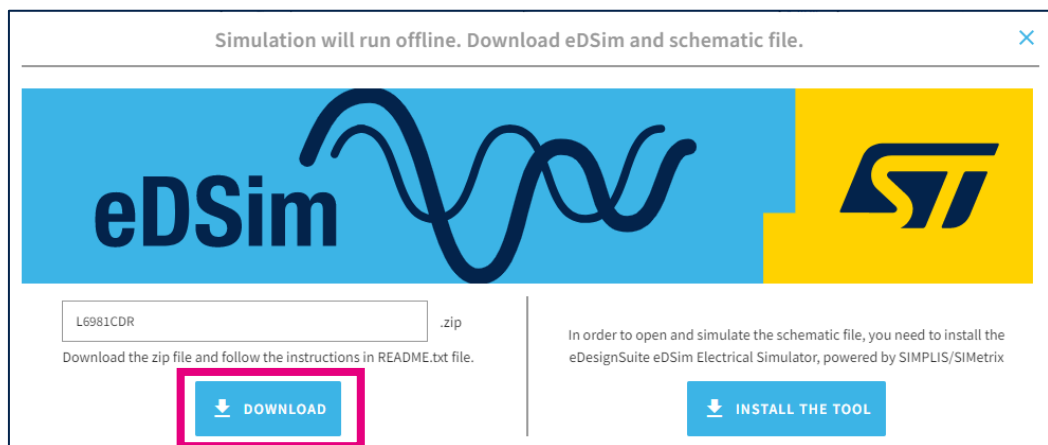 Simulation will run offline. Download eDSim and schematic file.
eDSim
ST
L6981CDR
.zip
Download the zip file and follow the instructions in README.txt file.
DOWNLOAD
In order to open and simulate the schematic file, you need to install the
eDesignSuite eDSim Electrical Simulator, powered by SIMPLIS/SIMetrix
INSTALL THE TOOL